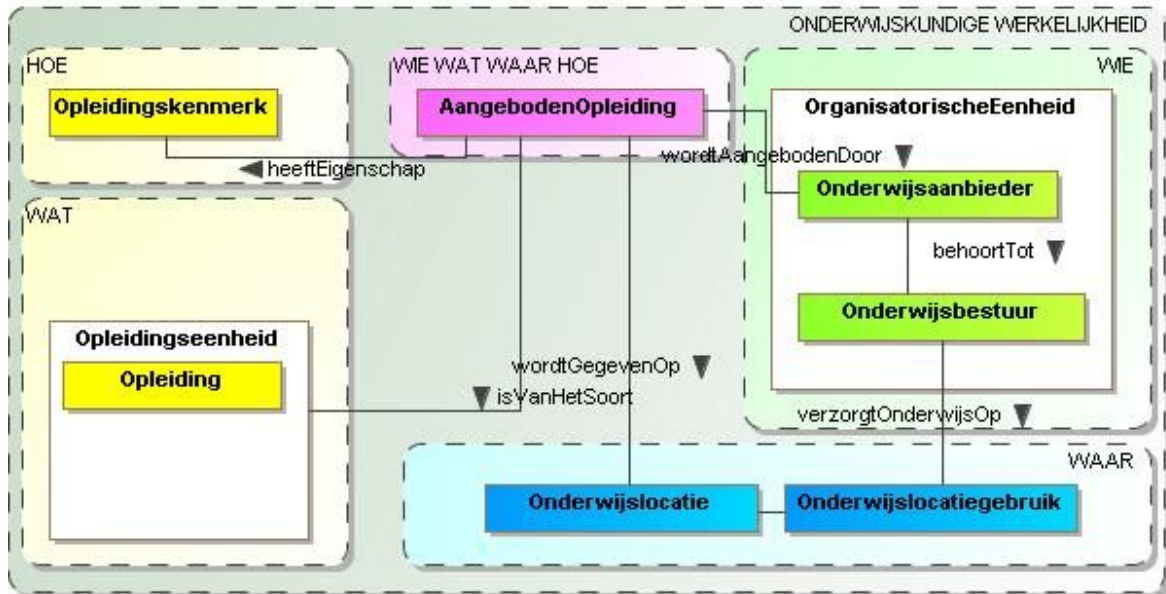 ONDERWIJSKUNDIGE WERKELIJKHEID
HOE
Opleidingskenmerk
WIE WAT WAAR HOE
AangebodenOpleiding
WIE
OrganisatorischeEenheid
wordtAangebodenDoor
heeftEigenschap
Onderwijsaanbieder
WAT
behoortTot
Onderwijsbestuur
Opleidingseenheid
Opleiding
wordtGegevenOp
isVanHetSoort
verzorgtOnderwijsOp
WAAR
Onderwijslocatie
Onderwijslocatiegebruik